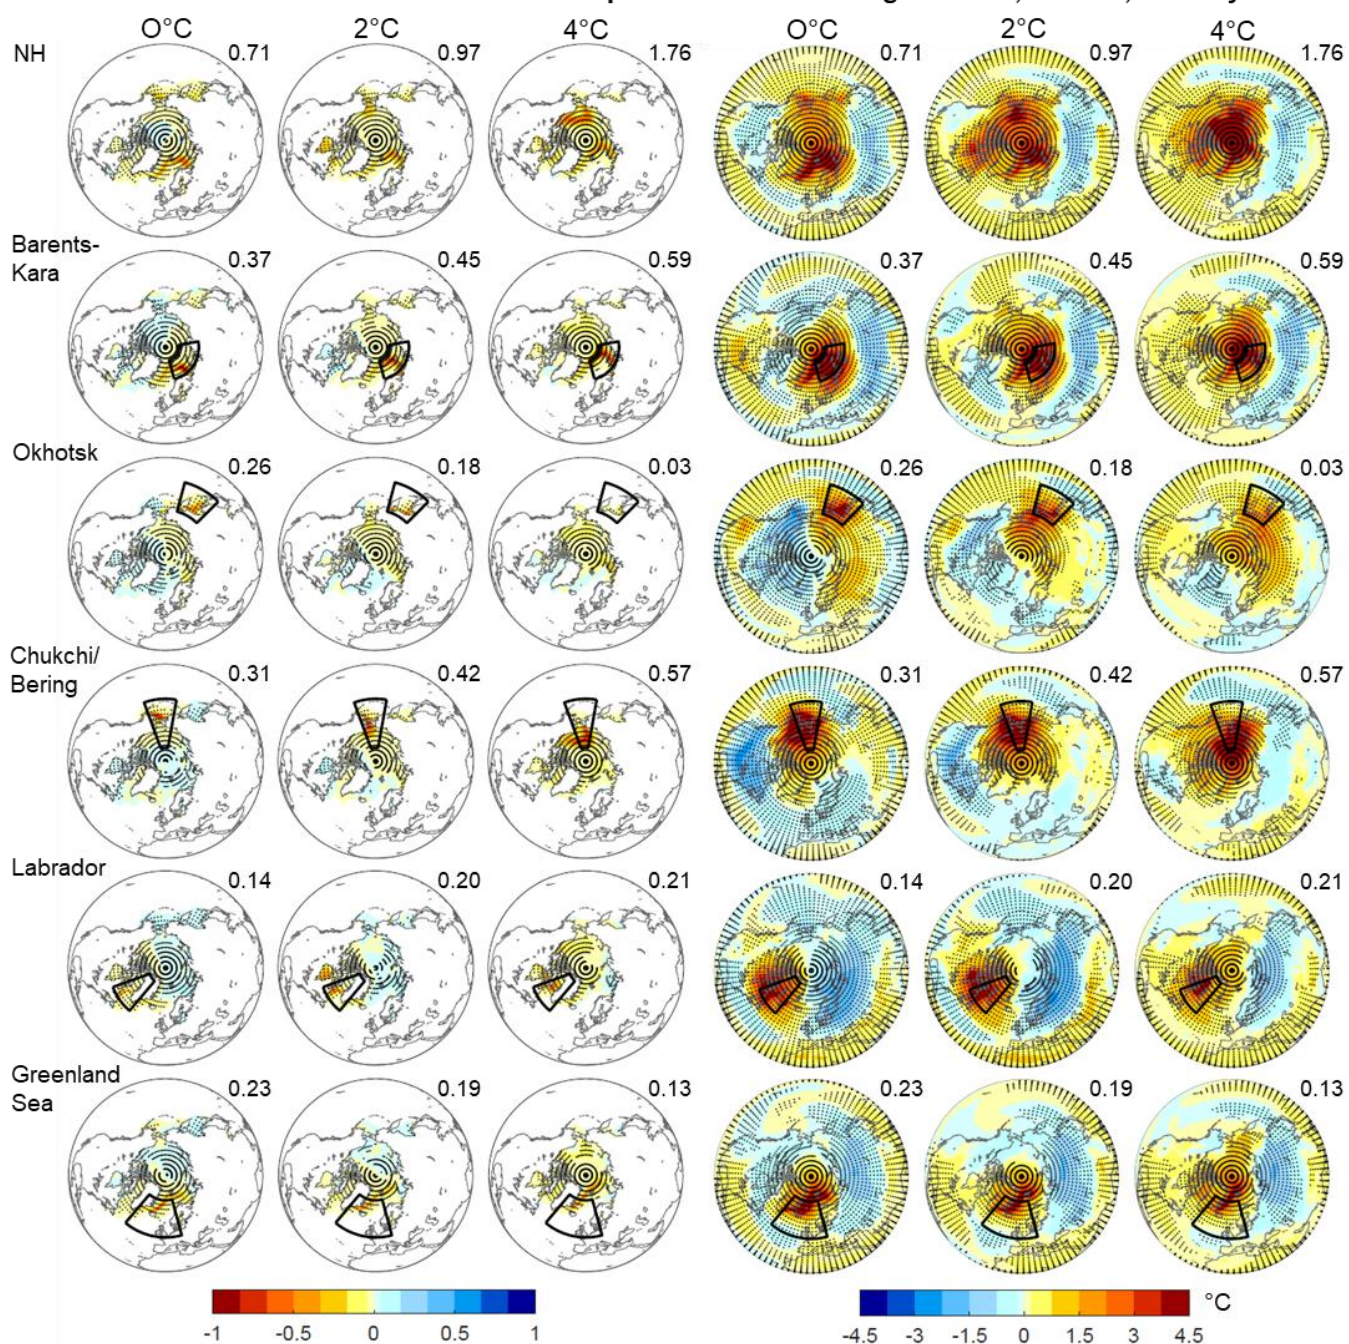 O°C 2°C 4°C O°C 2°C 4°C
NH 0.71 0.97 1.76 0.71 0.97 1.76
Barents-
Kara 0.37 0.45 0.59 0.37 0.45 0.59
Okhotsk 0.26 0.18 0.03 0.26 0.18 0.03
Chukchi/
Bering 0.31 0.42 0.57 0.31 0.42 0.57
Labrador 0.14 0.20 0.21 0.14 0.20 0.21
Greenland
Sea 0.23 0.19 0.13 0.23 0.19 0.13
°C
-1 -0.5 0 0.5 1 -4.5 -3 -1.5 0 1.5 3 4.5